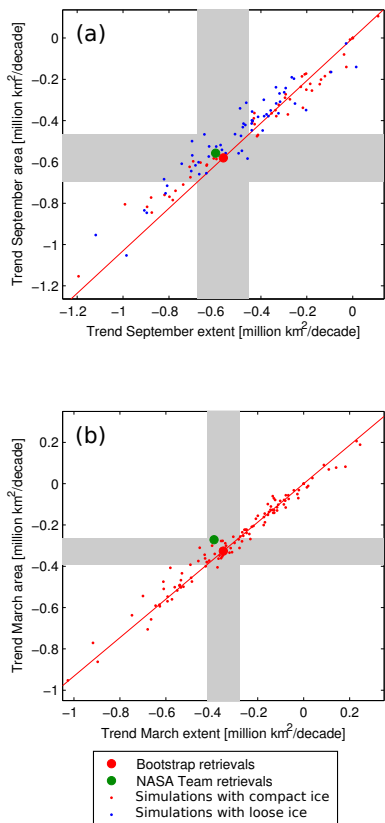 (a)
0
−0.2
−0.4
−0.6
−0.8
−1
−1.2
Trend September area [million km²/decade]
−1.2 −1 −0.8 −0.6 −0.4 −0.2 0
Trend September extent [million km²/decade]
(b)
0.2
0
−0.2
−0.4
−0.6
−0.8
−1
Trend March area [million km²/decade]
−1 −0.8 −0.6 −0.4 −0.2 0 0.2
Trend March extent [million km²/decade]
Bootstrap retrievals
NASA Team retrievals
Simulations with compact ice
Simulations with loose ice